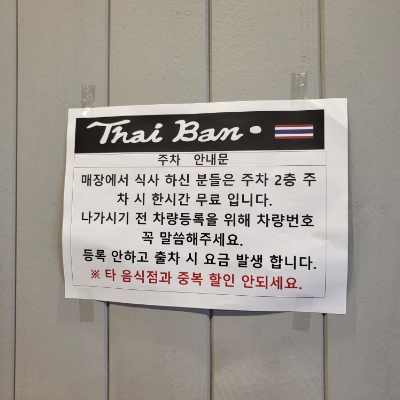 Thai Ban
주차 안내문
매장에서 식사 하신 분들은 주차 2층 주
차 시 한시간 무료 입니다.
나가시기 전 차량등록을 위해 차량번호
꼭 말씀해주세요.
등록 안하고 출차 시 요금 발생 합니다.
※ 타 음식점과 중복 할인 안되세요.